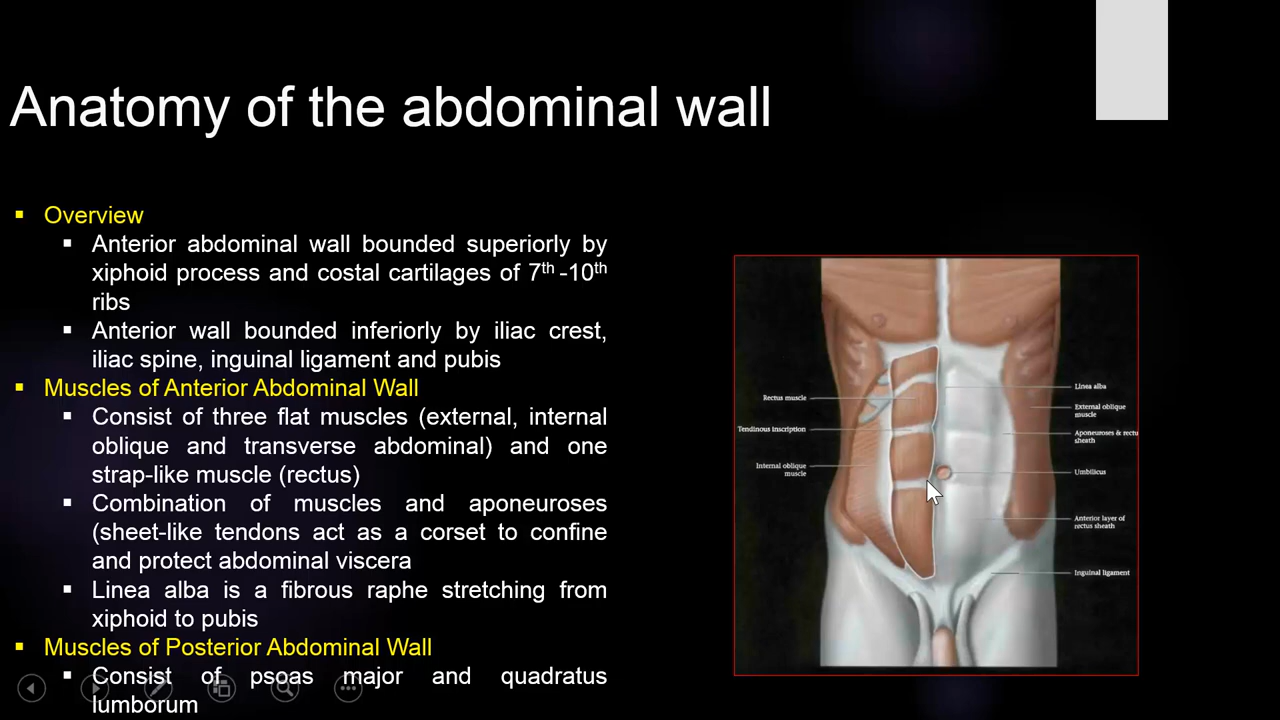 Anatomy of the abdominal wall
▪ Overview
▪ Anterior abdominal wall bounded superiorly by
xiphoid process and costal cartilages of 7th -10th
ribs
▪ Anterior wall bounded inferiorly by iliac crest,
iliac spine, inguinal ligament and pubis
▪ Muscles of Anterior Abdominal Wall
▪ Consist of three flat muscles (external, internal
oblique and transverse abdominal) and one
strap-like muscle (rectus)
▪ Combination of muscles and aponeuroses
(sheet-like tendons act as a corset to confine
and protect abdominal viscera
▪ Linea alba is a fibrous raphe stretching from
xiphoid to pubis
▪ Muscles of Posterior Abdominal Wall
▪ Consist of psoas major and quadratus
lumborum
Rectus muscle
Tendinous inscription
Internal oblique
muscle
Linea alba
External oblique
muscle
Aponeuroses & rectu
sheath
Umbilicus
Anterior layer of
rectus sheath
Inguinal ligament